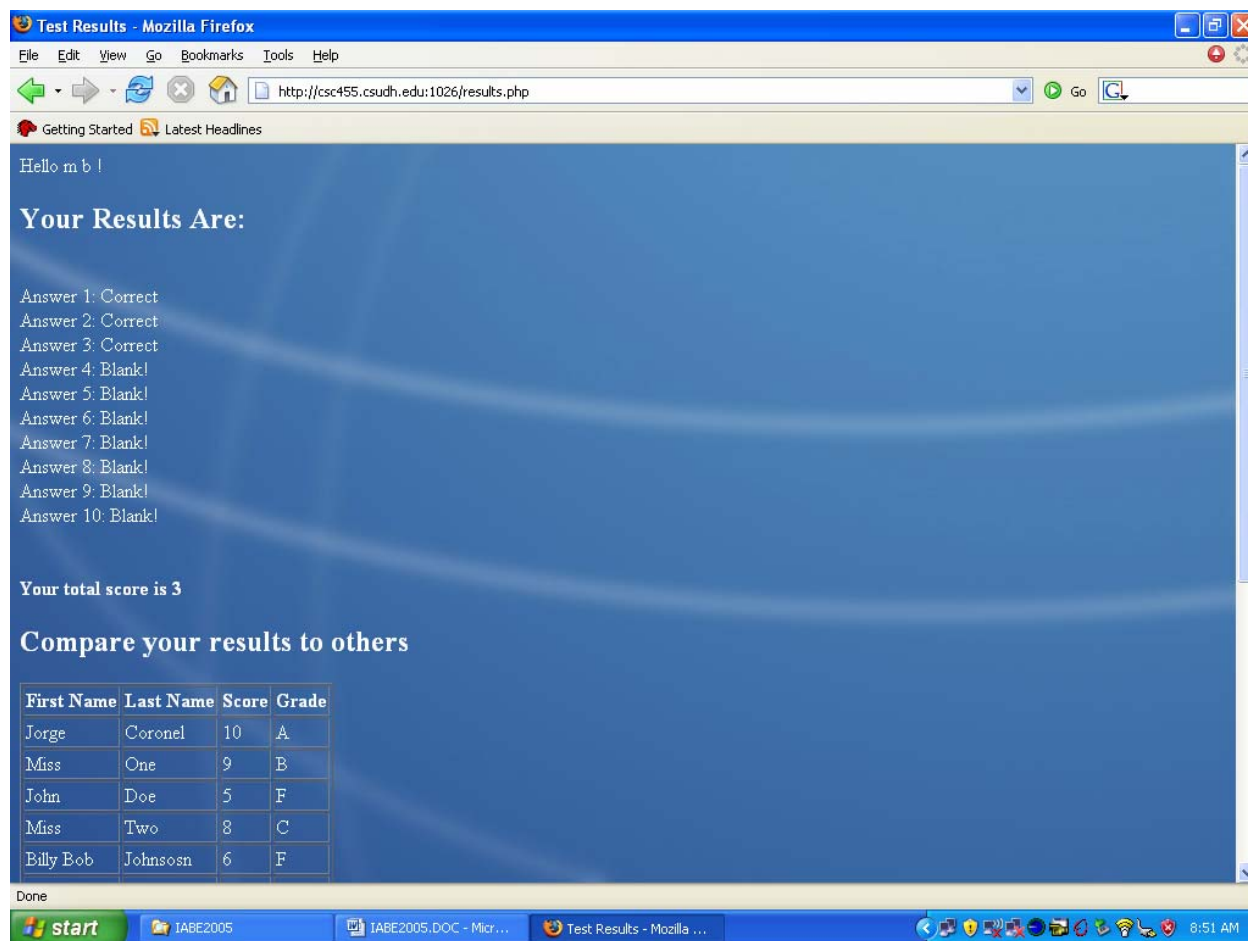 Test Results - Mozilla Firefox
File Edit View Go Bookmarks Tools Help
http://csc455.csudh.edu:1026/results.php Go G
Getting Started Latest Headlines
Hello m b !
Your Results Are:
Answer 1: Correct
Answer 2: Correct
Answer 3: Correct
Answer 4: Blank!
Answer 5: Blank!
Answer 6: Blank!
Answer 7: Blank!
Answer 8: Blank!
Answer 9: Blank!
Answer 10: Blank!
Your total score is 3
Compare your results to others
First Name Last Name Score Grade
Jorge Coronel 10 A
Miss One 9 B
John Doe 5 F
Miss Two 8 C
Billy Bob Johnsosn 6 F
Done
start IABE2005 IABE2005.DOC - Micr... Test Results - Mozilla ... 8:51 AM